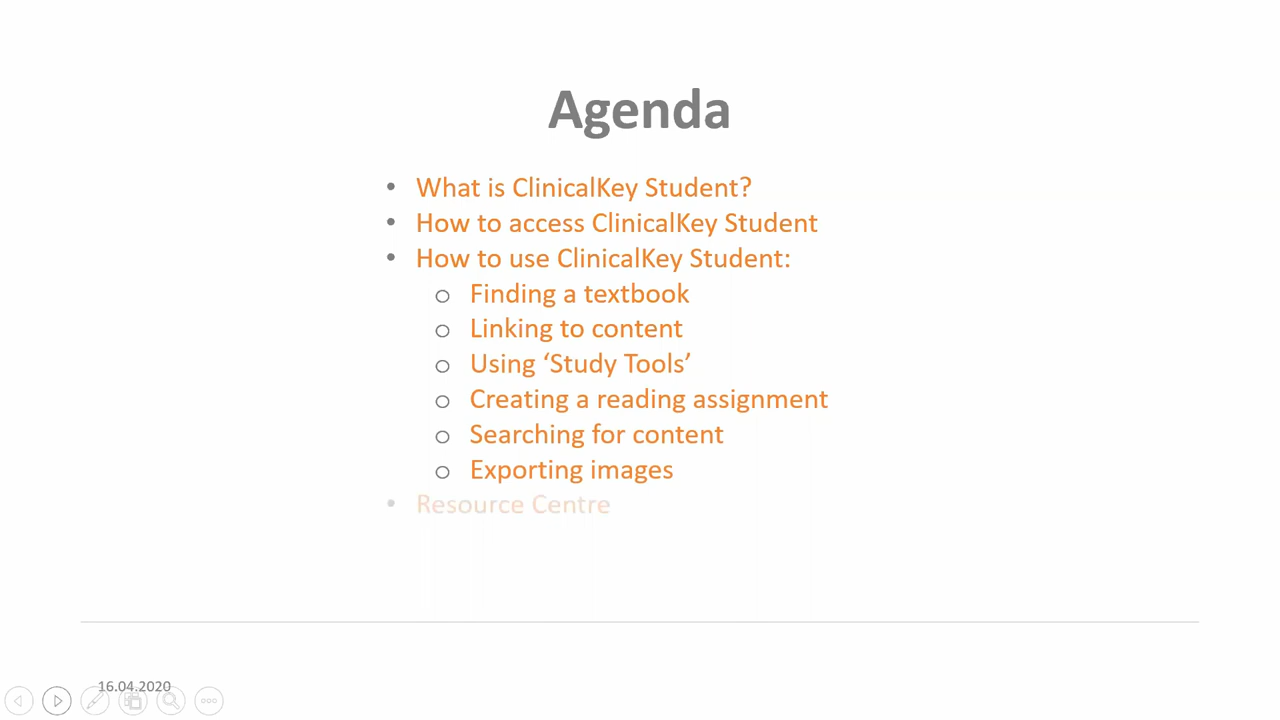 Agenda
• What is ClinicalKey Student?
• How to access ClinicalKey Student
• How to use ClinicalKey Student:
o Finding a textbook
o Linking to content
o Using ‘Study Tools’
o Creating a reading assignment
o Searching for content
o Exporting images
• Resource Centre
16.04.2020